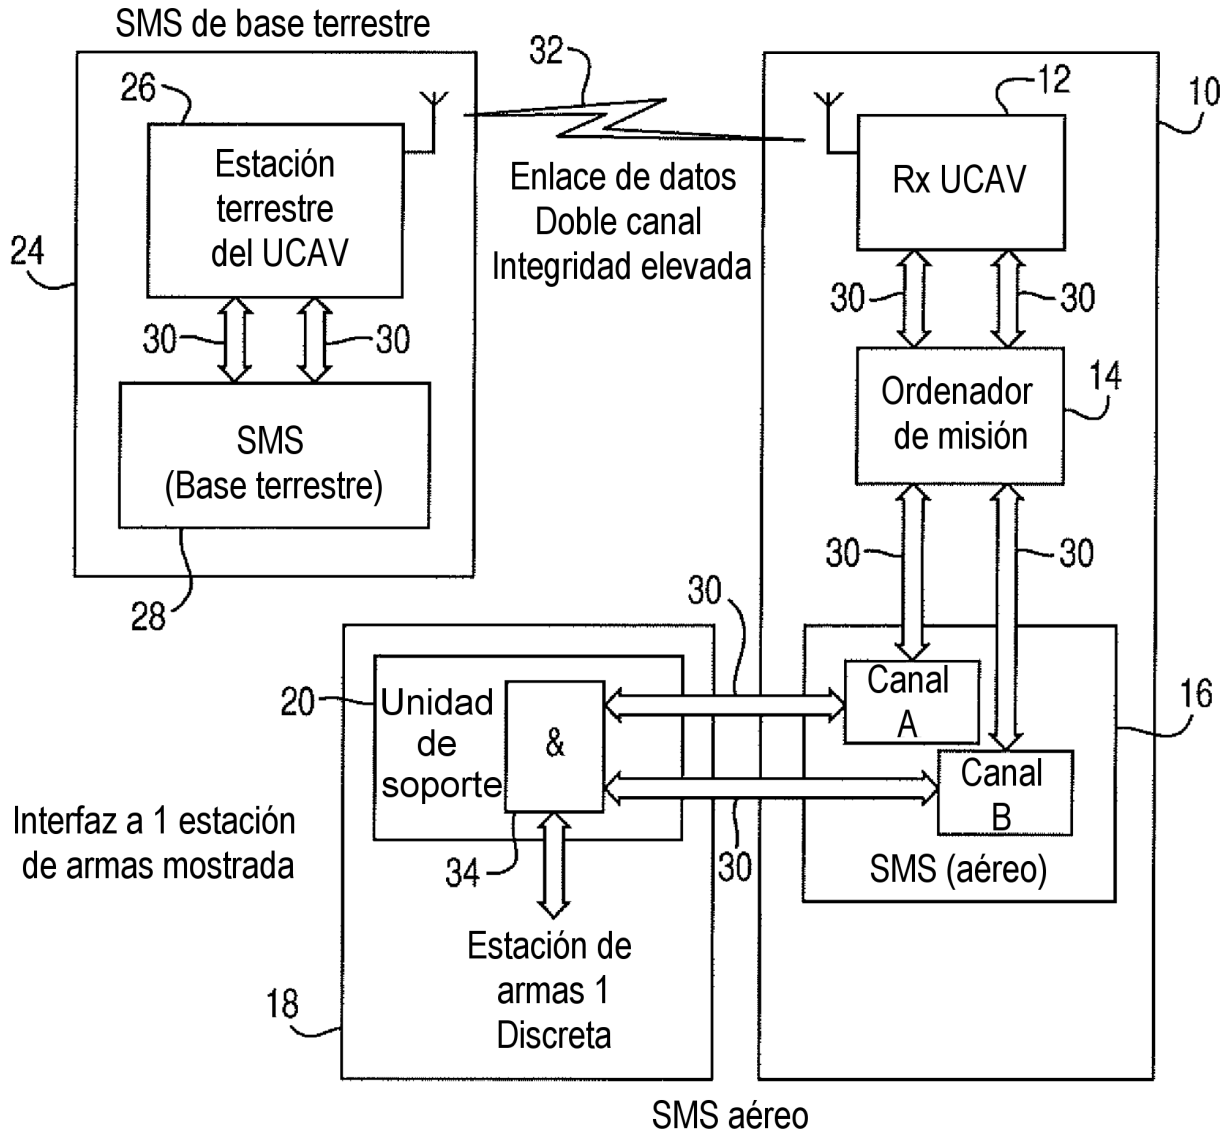 SMS de base terrestre
26
Estación
terrestre
del UCAV
24
30
30
SMS
(Base terrestre)
28
32
Enlace de datos
Doble canal
Integridad elevada
12
10
Rx UCAV
30
30
Ordenador
de misión
14
30
30
Canal
A
Canal
B
16
SMS (aéreo)
30
30
20
Unidad
de
soporte
&
34
Interfaz a 1 estación
de armas mostrada
Estación de
armas 1
Discreta
18
SMS aéreo